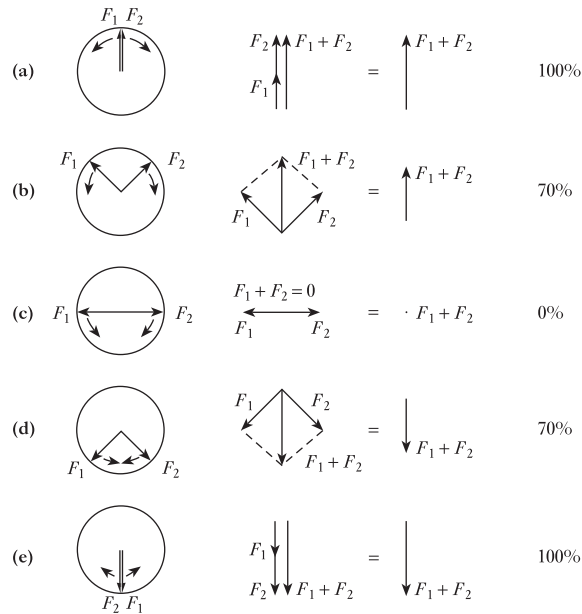 F₁ F₂
(a) F₂ F₁ + F₂ = F₁ + F₂ 100%
F₁
(b) F₁ F₂ F₁ + F₂ = F₁ + F₂ 70%
F₁ F₂
F₁ + F₂ = 0
(c) F₁ F₂ = · F₁ + F₂ 0%
F₁ F₂
(d) F₁ F₂ = 70%
F₁ F₂ F₁ + F₂ F₁ + F₂
(e) F₁ = 100%
F₂ F₁ + F₂ F₁ + F₂
F₂ F₁